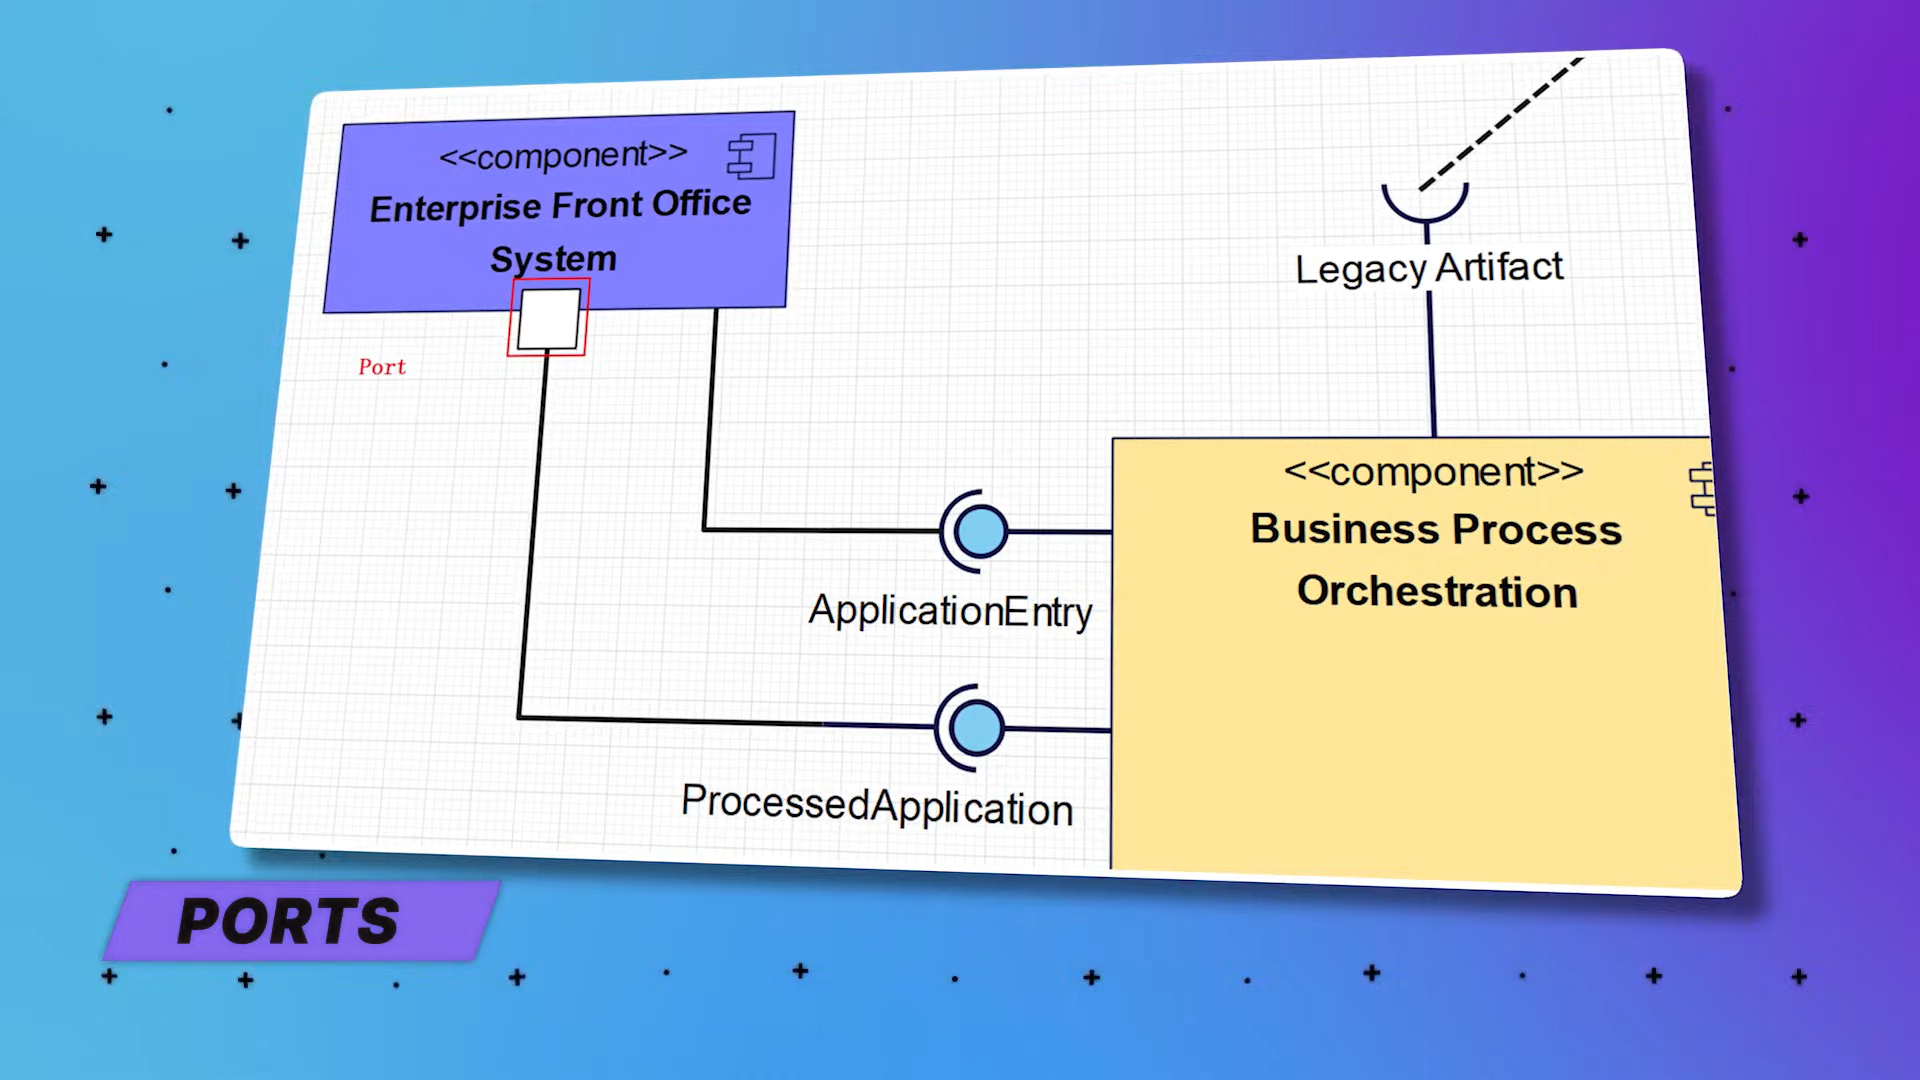 <<component>>
Enterprise Front Office
System
Port
Legacy Artifact
<<component>>
Business Process
Orchestration
ApplicationEntry
ProcessedApplication
PORTS